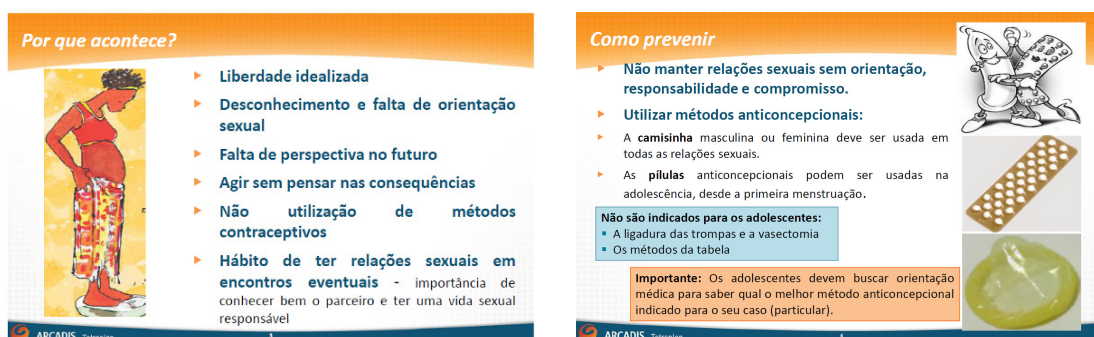 Por que acontece?
Liberdade idealizada
Desconhecimento e falta de orientação
sexual
Falta de perspectiva no futuro
Agir sem pensar nas consequências
Não utilização de métodos
contraceptivos
Hábito de ter relações sexuais em
encontros eventuais - importância de
conhecer bem o parceiro e ter uma vida sexual
responsável
ARCADIS Tetraplan
Como prevenir
Não manter relações sexuais sem orientação,
responsabilidade e compromisso.
Utilizar métodos anticoncepcionais:
A camisinha masculina ou feminina deve ser usada em
todas as relações sexuais.
As pílulas anticoncepcionais podem ser usadas na
adolescência, desde a primeira menstruação.
Não são indicados para os adolescentes:
A ligadura das trompas e a vasectomia
Os métodos da tabela
Importante: Os adolescentes devem buscar orientação
médica para saber qual o melhor método anticoncepcional
indicado para o seu caso (particular).
ARCADIS Tetraplan